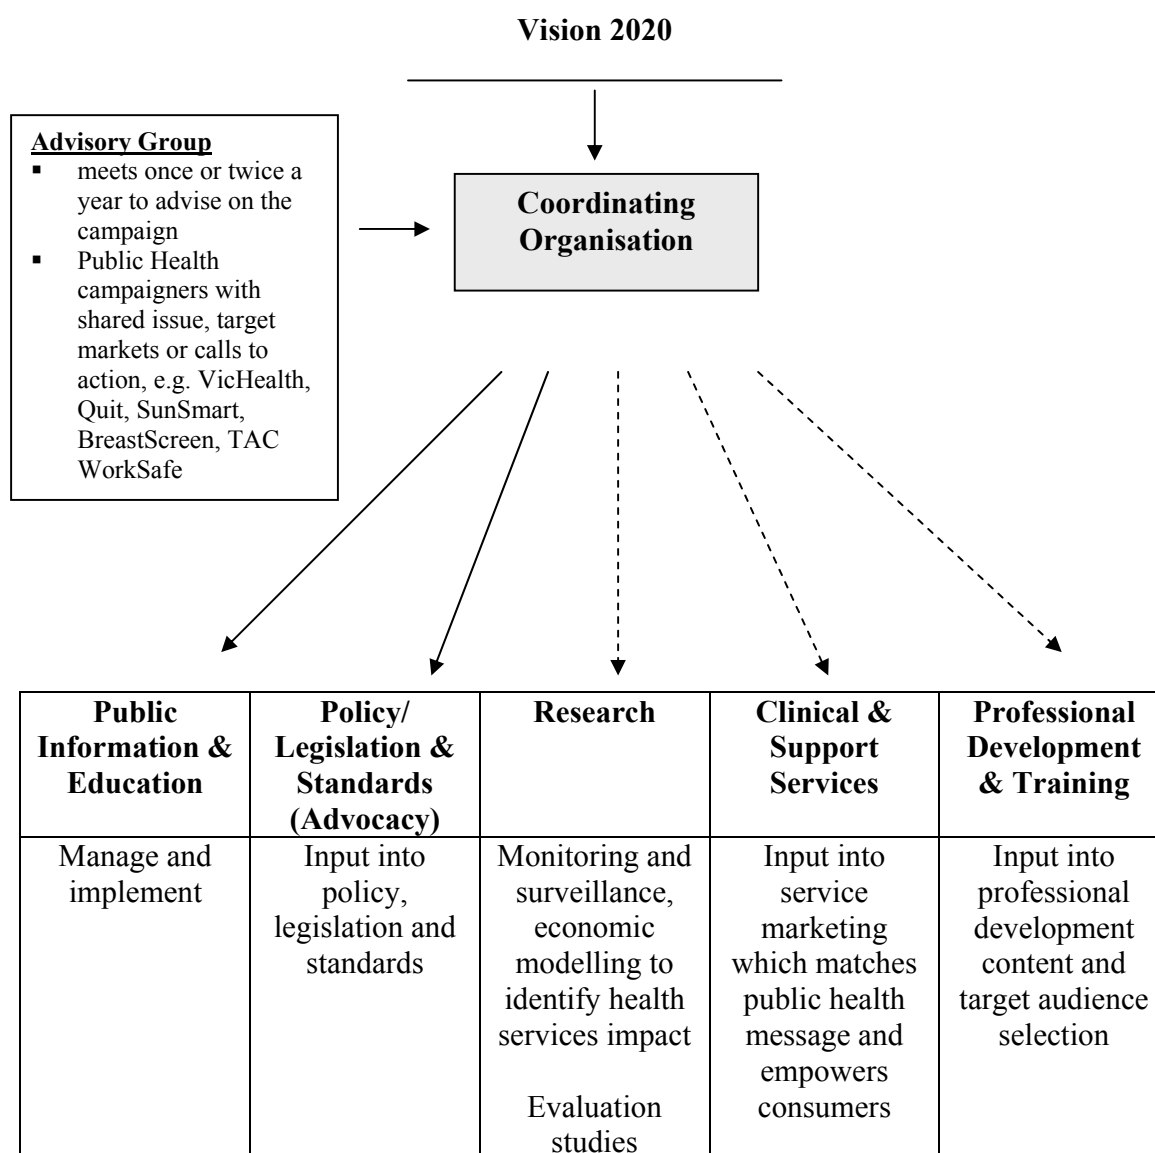 Vision 2020
Advisory Group
▪ meets once or twice a
year to advise on the
campaign
▪ Public Health
campaigners with
shared issue, target
markets or calls to
action, e.g. VicHealth,
Quit, SunSmart,
BreastScreen, TAC
WorkSafe
Coordinating
Organisation
Public
Information &
Education
Policy/
Legislation &
Standards
(Advocacy)
Research
Clinical &
Support
Services
Professional
Development
& Training
Manage and
implement
Input into
policy,
legislation and
standards
Monitoring and
surveillance,
economic
modelling to
identify health
services impact
Evaluation
studies
Input into
service
marketing
which matches
public health
message and
empowers
consumers
Input into
professional
development
content and
target audience
selection